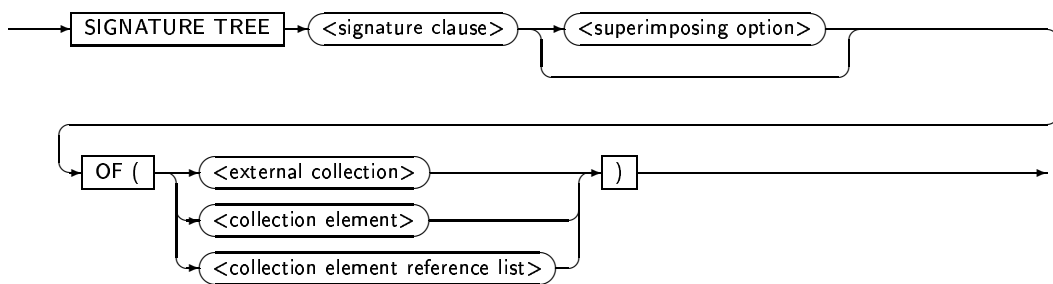 SIGNATURE TREE <signature clause> <superimposing option>
OF ( <external collection> )
<collection element>
<collection element reference list>